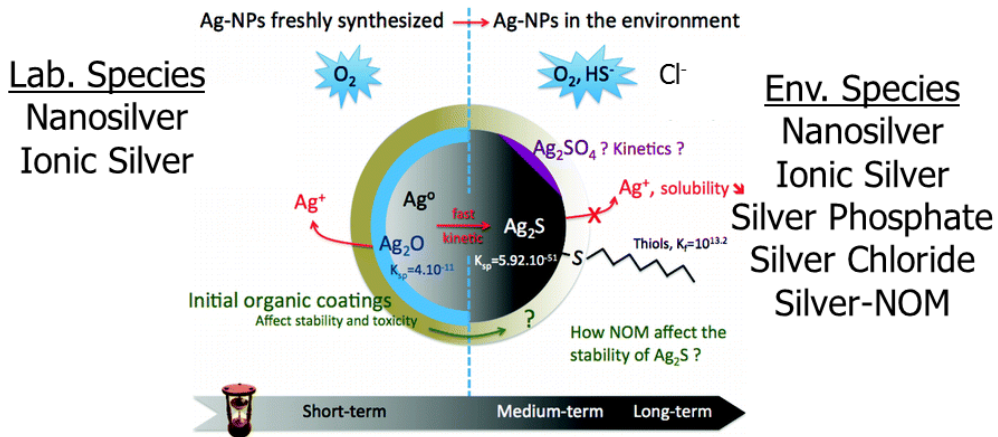 Ag-NPs freshly synthesized → Ag-NPs in the environment
Lab. Species
Nanosilver
Ionic Silver
O₂
O₂, HS⁻
Cl⁻
Env. Species
Nanosilver
Ionic Silver
Silver Phosphate
Silver Chloride
Silver-NOM
Ag₂SO₄ ? Kinetics ?
Ag⁺
Ag⁺, solubility ↘
Ag⁰
fast
kinetic
Ag₂O
Ksp=4.10⁻¹¹
Ag₂S
Ksp=5.92.10⁻⁵¹
X
S
Thiols, Kf=10¹³·²
Initial organic coatings
Affect stability and toxicity
?
How NOM affect the
stability of Ag₂S ?
Short-term
Medium-term
Long-term